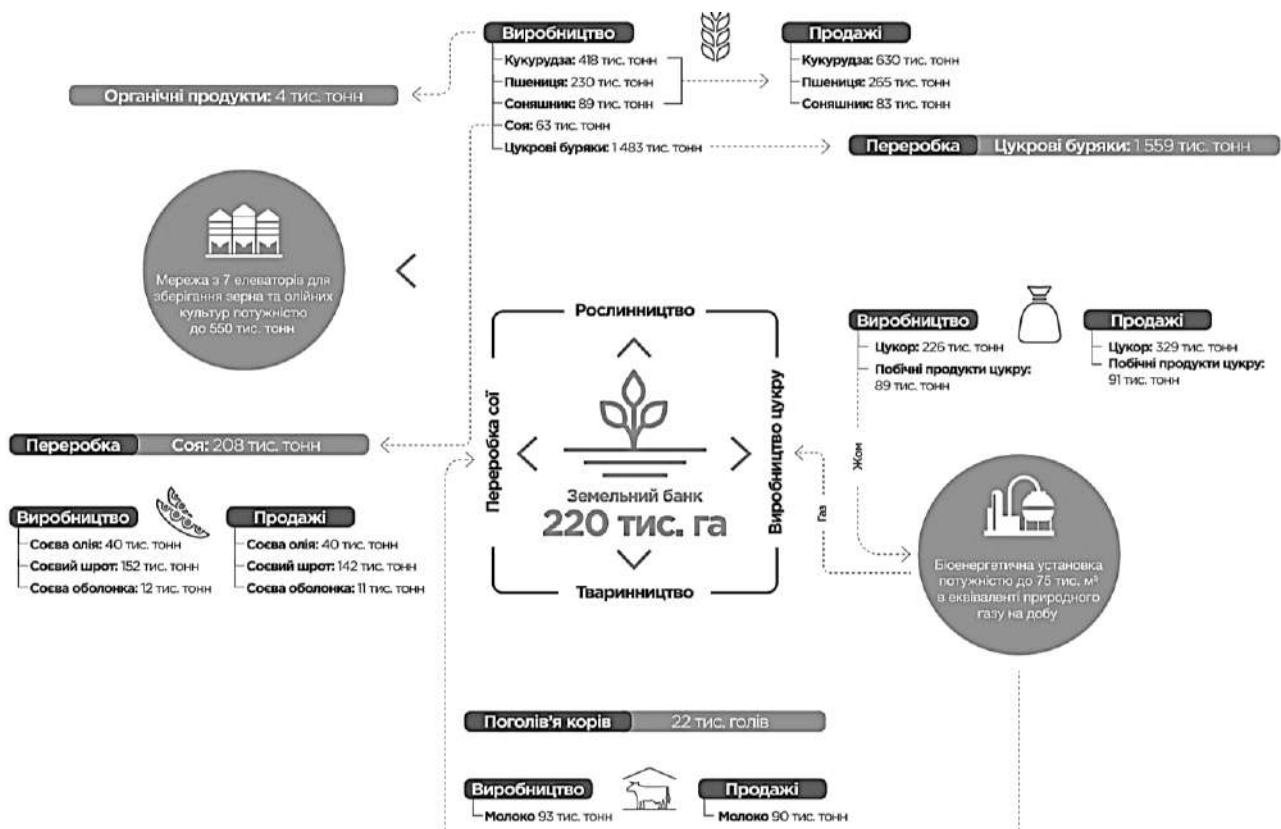 Виробництво
Кукурудза: 418 тис. тонн
Пшениця: 230 тис. тонн
Соняшник: 89 тис. тонн
Соя: 63 тис. тонн
Цукрові буряки: 1 483 тис. тонн
Продажі
Кукурудза: 630 тис. тонн
Пшениця: 265 тис. тонн
Соняшник: 83 тис. тонн
Органічні продукти: 4 тис. тонн
Переробка Цукрові буряки: 1 559 тис. тонн
Мережа з 7 елеваторів для
зберігання зерна та олійних
культур потужністю
до 550 тис. тонн
Рослинництво
Переробка сої
Земельний банк
220 тис. га
Виробництво цукру
Тваринництво
Виробництво
Цукор: 226 тис. тонн
Побічні продукти цукру:
89 тис. тонн
Продажі
Цукор: 329 тис. тонн
Побічні продукти цукру:
91 тис. тонн
Жом
Газ
Біоенергетична установка
потужністю до 75 тис. м³
в еквіваленті природного
газу на добу
Переробка Соя: 208 тис. тонн
Виробництво
Соєва олія: 40 тис. тонн
Соєвий шрот: 152 тис. тонн
Соєва оболонка: 12 тис. тонн
Продажі
Соєва олія: 40 тис. тонн
Соєвий шрот: 142 тис. тонн
Соєва оболонка: 11 тис. тонн
Поголів’я корів 22 тис. голів
Виробництво
Молоко 93 тис. тонн
Продажі
Молоко 90 тис. тонн